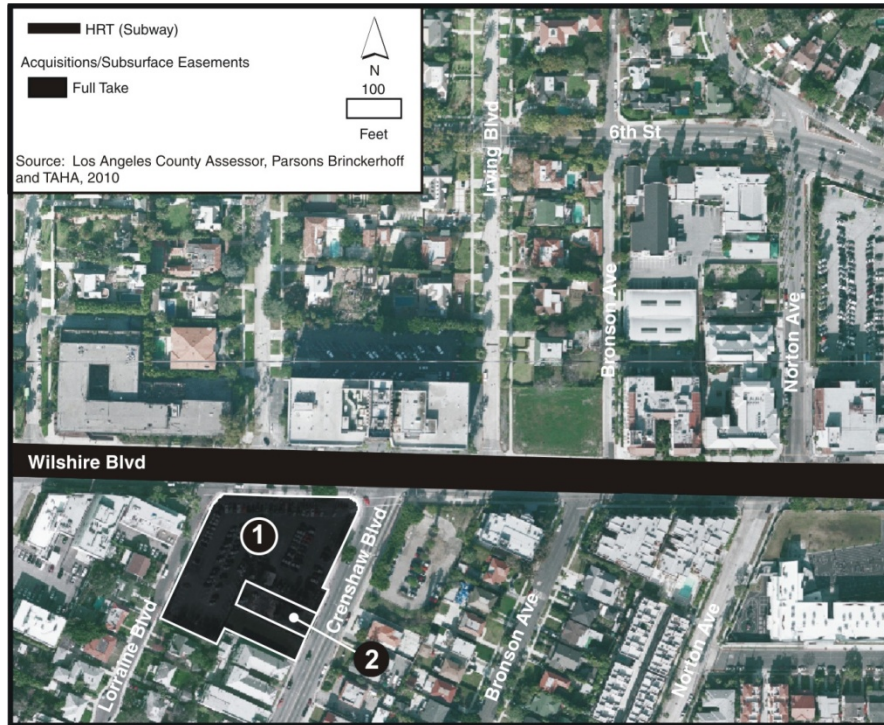 HRT (Subway)
Acquisitions/Subsurface Easements
Full Take
N
100
Feet
Source: Los Angeles County Assessor, Parsons Brinckerhoff
and TAHA, 2010
Irving Blvd
6th St
Bronson Ave
Norton Ave
Wilshire Blvd
1
Crenshaw Blvd
Lorraine Blvd
2
Bronson Ave
Norton Ave